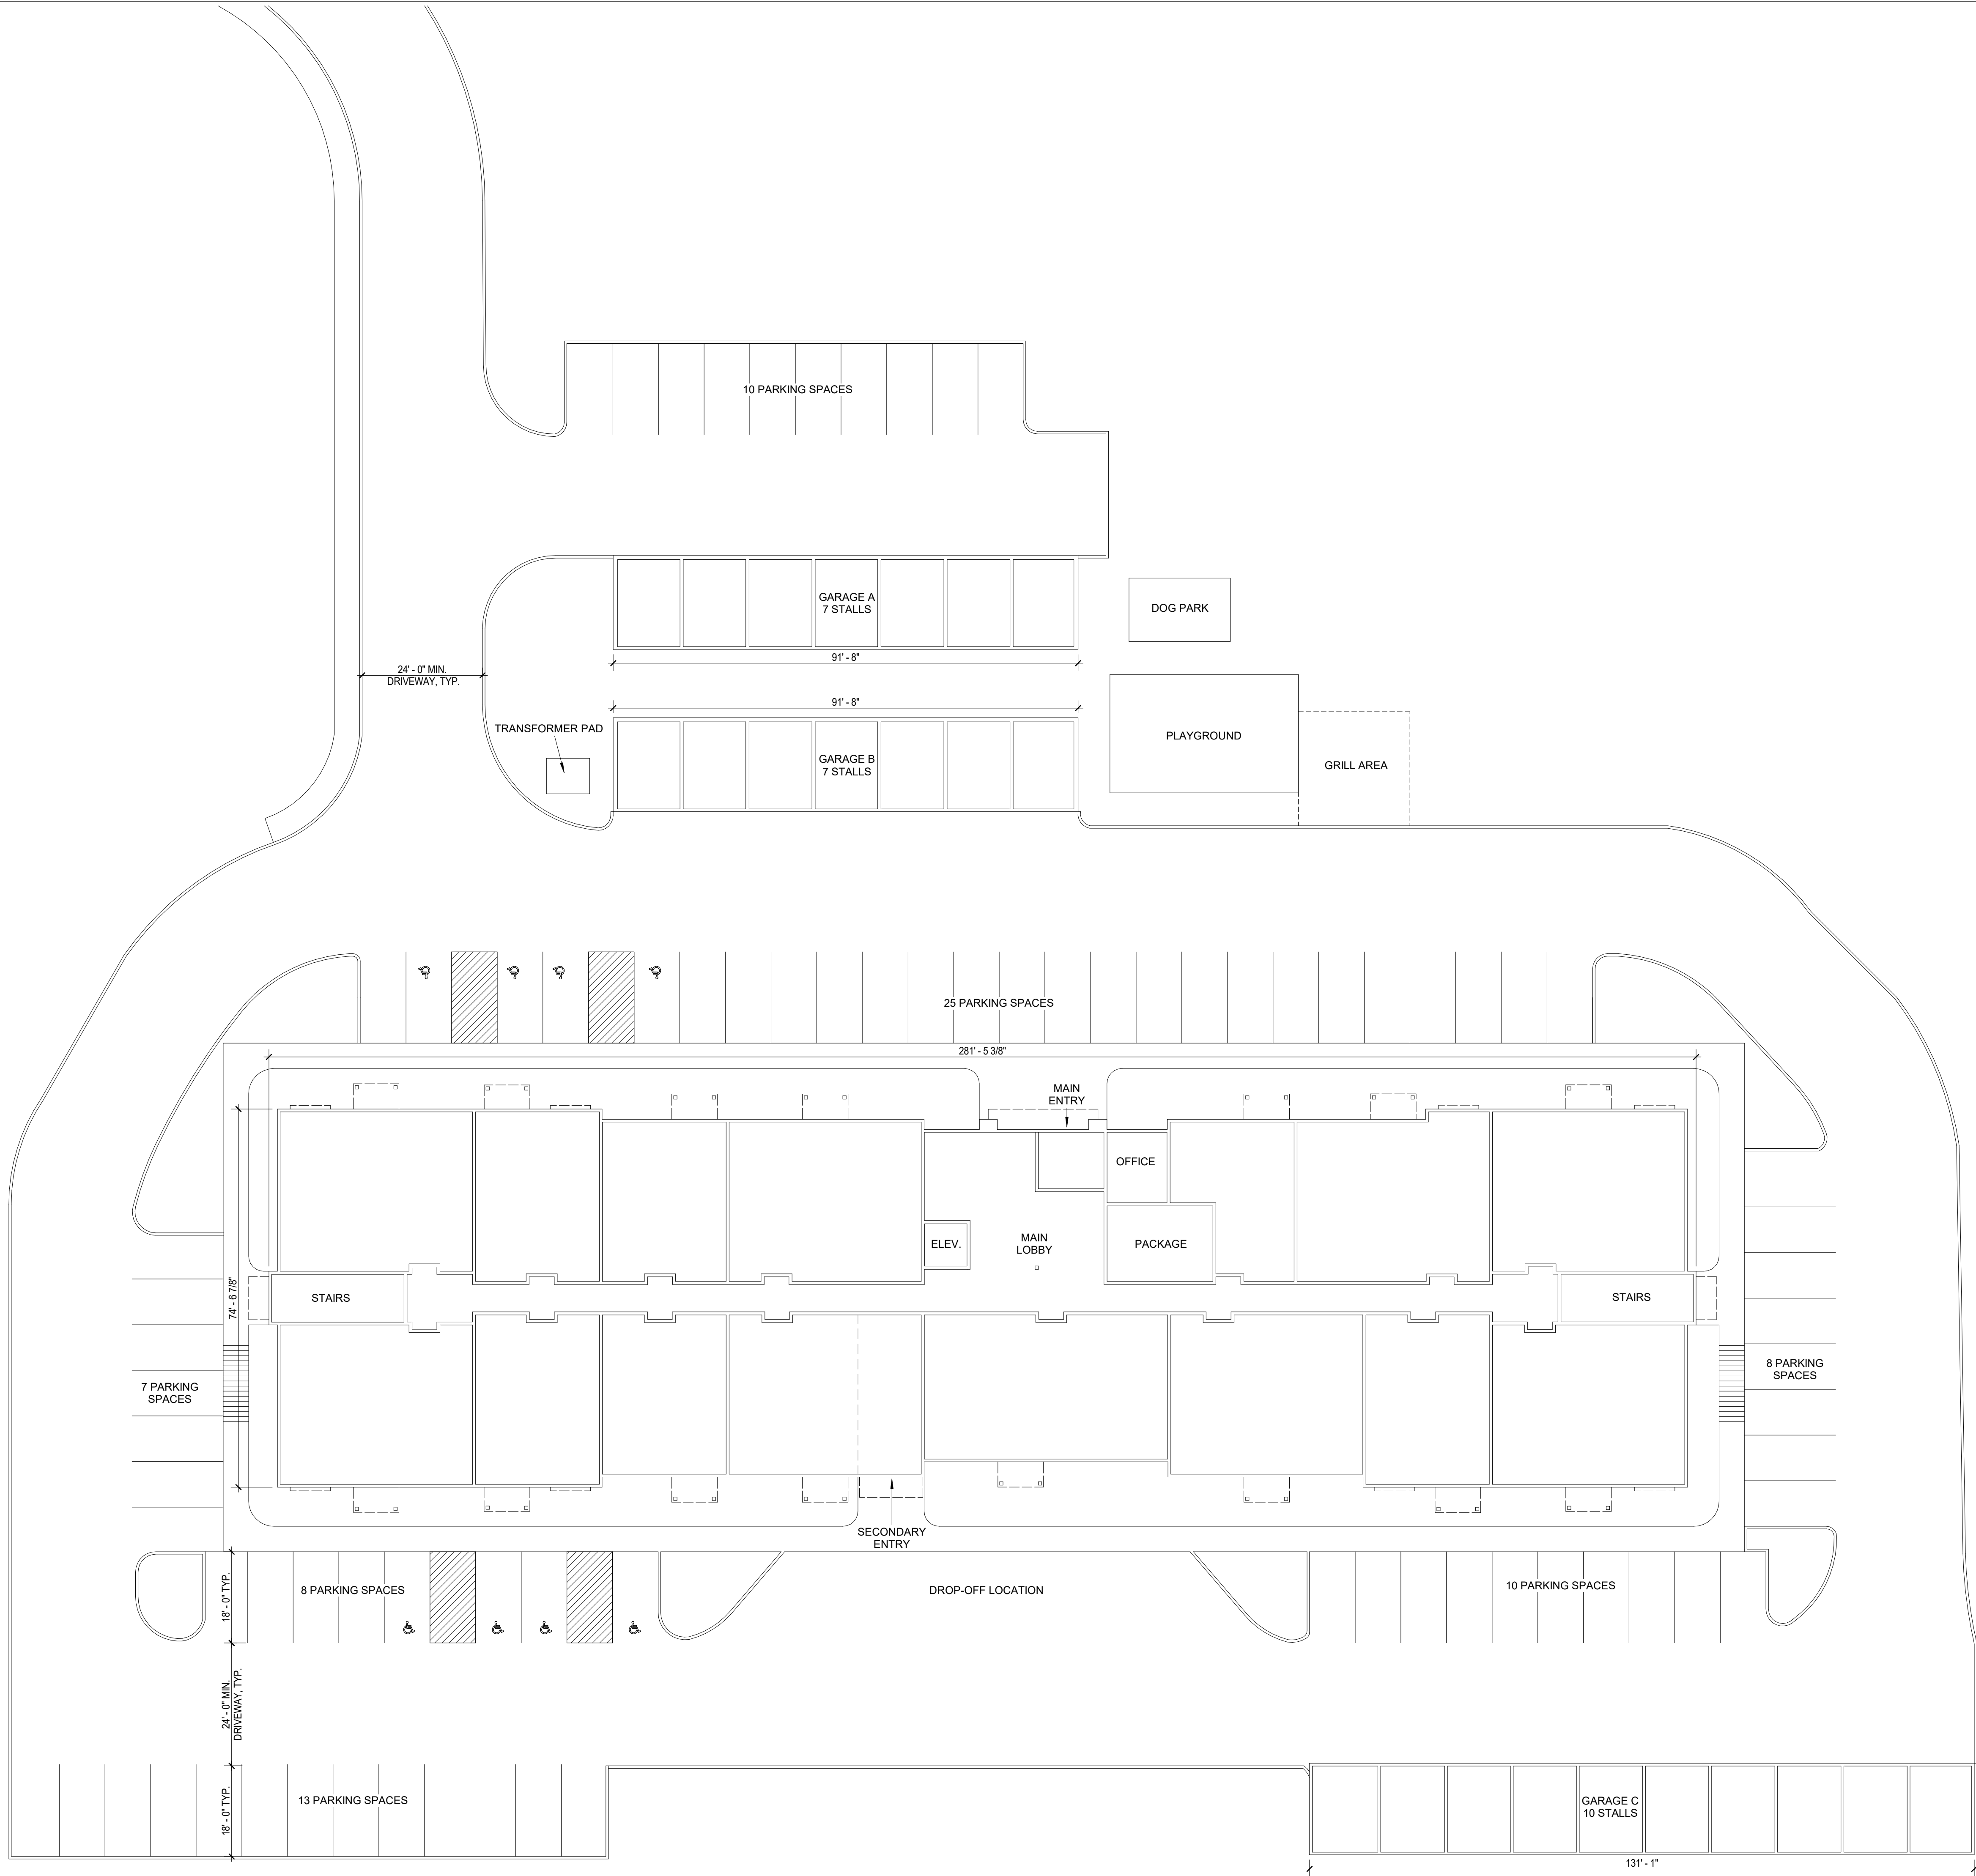 10 PARKING SPACES
GARAGE A
7 STALLS
DOG PARK
91' - 8"
24' - 0" MIN.
DRIVEWAY, TYP.
91' - 8"
TRANSFORMER PAD
PLAYGROUND
GARAGE B
7 STALLS
GRILL AREA
25 PARKING SPACES
281' - 5 3/8"
MAIN
ENTRY
OFFICE
ELEV.
MAIN
LOBBY
PACKAGE
74' - 6 7/8"
STAIRS
STAIRS
7 PARKING
SPACES
8 PARKING
SPACES
SECONDARY
ENTRY
18' - 0" TYP.
8 PARKING SPACES
DROP-OFF LOCATION
10 PARKING SPACES
24' - 0" MIN.
DRIVEWAY, TYP.
18' - 0" TYP.
13 PARKING SPACES
GARAGE C
10 STALLS
131' - 1"